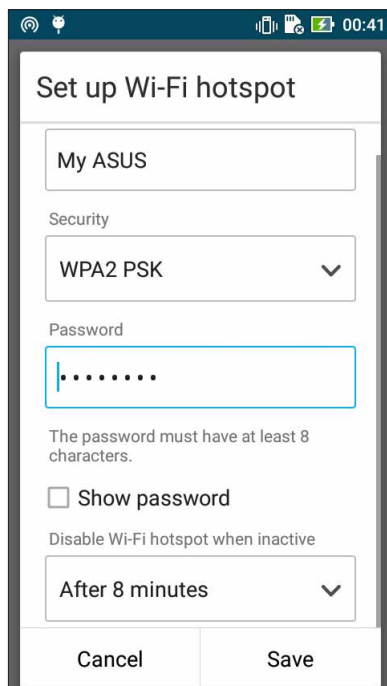 00:41
Set up Wi-Fi hotspot
My ASUS
Security
WPA2 PSK
Password
••••••••
The password must have at least 8
characters.
Show password
Disable Wi-Fi hotspot when inactive
After 8 minutes
Cancel
Save